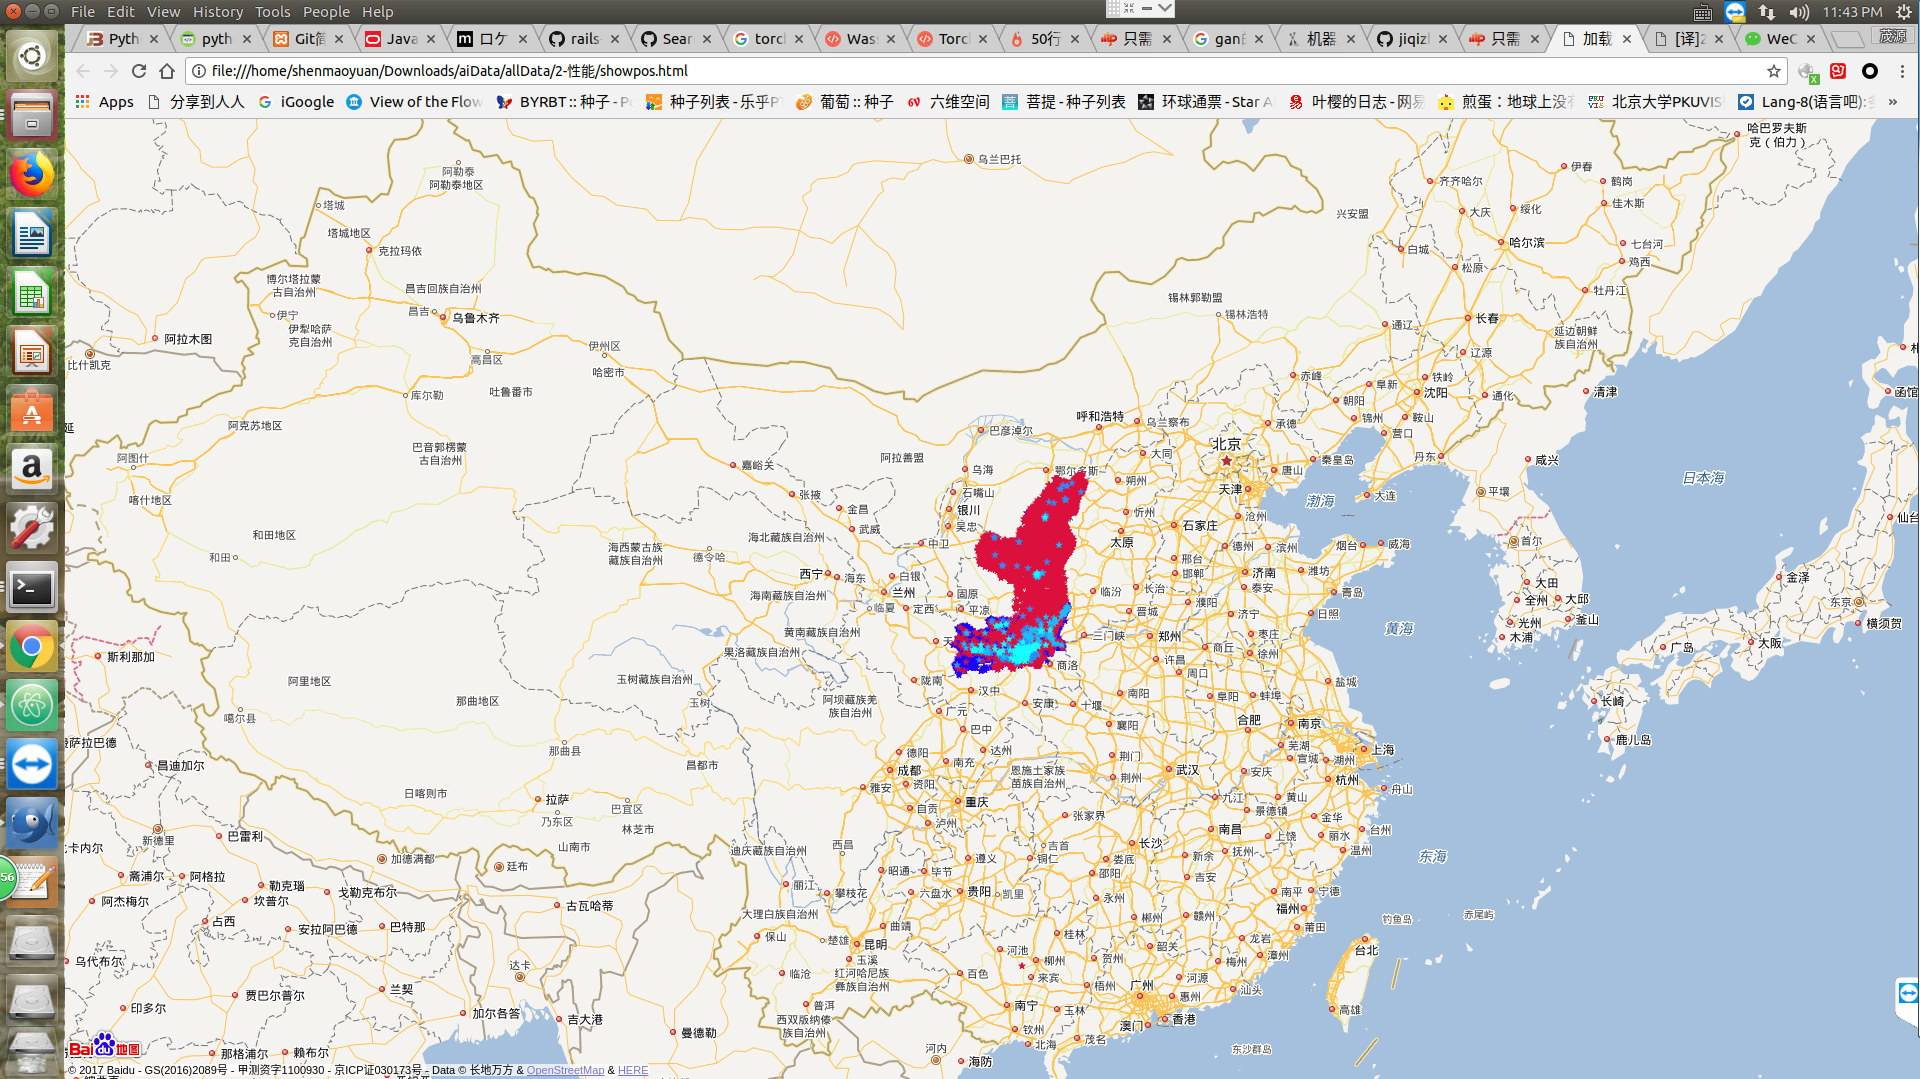 File Edit View History Tools People Help
11:43 PM
Pyth
pyth
Git
Java
ロケ
rails
Sear
torc
Was
Torc
50行
只需
gan
机器
jiqiz
只需
加载
[译]2
WeC
茂源
file:///home/shenmaoyuan/Downloads/aiData/allData/2-性能/showpos.html
Apps
分享到人人
iGoogle
View of the Flow
BYRBT :: 种子 - Po
种子列表 - 乐乎PT
葡萄 :: 种子
六维空间
菩提 - 种子列表
环球通票 - Star A
叶樱的日志 - 网易
煎蛋：地球上没有
北京大学PKUVIS
Lang-8(语言吧):
»
哈巴罗夫斯
克（伯力）
乌兰巴托
阿勒泰
阿勒泰地区
伊春
齐齐哈尔
鹤岗
塔城
大庆
绥化
佳木斯
兴安盟
塔城地区
哈尔滨
七台河
克拉玛依
白城
鸡西
松原
博尔塔拉蒙
古自治州
昌吉回族自治州
牡丹江
锡林郭勒盟
伊宁
昌吉
乌鲁木齐
锡林浩特
长春
通辽
延边朝鲜
族自治州
伊犁哈萨
克自治州
阿拉木图
伊州区
辽源
比什凯克
高昌区
哈密市
赤峰
铁岭
阜新
沈阳
库尔勒
吐鲁番市
朝阳
通化
清津
函馆
呼和浩特
乌兰察布
锦州
鞍山
承德
阿克苏地区
巴彦淖尔
营口
巴音郭楞蒙
古自治州
北京
大同
阿图什
阿拉善盟
嘉峪关
乌海
鄂尔多斯
唐山
秦皇岛
丹东
咸兴
朔州
日本海
喀什地区
张掖
石嘴山
天津
大连
平壤
渤海
金昌
银川
忻州
沧州
仙台
吴忠
石家庄
和田地区
武威
海北藏族自治州
太原
首尔
海西蒙古族
藏族自治州
中卫
德州
滨州
烟台
威海
和田
德令哈
邢台
西宁
海东
白银
邯郸
济南
潍坊
大田
金泽
兰州
固原
临汾
长治
泰安
青岛
海南藏族自治州
临夏
定西
平凉
濮阳
全州
大邱
东京
晋城
济宁
日照
光州
釜山
横须贺
黄南藏族自治州
三门峡
郑州
枣庄
黄海
木浦
大阪
广岛
斯利那加
果洛藏族自治州
商丘
徐州
许昌
商洛
阿里地区
玉树藏族自治州
陇南
周口
盐城
汉中
南阳
阜阳
蚌埠
那曲地区
阿坝藏族羌
族自治州
玉树
安康
十堰
长崎
噶尔县
广元
襄阳
合肥
南京
巴中
鹿儿岛
那曲县
德阳
达州
芜湖
上海
荆门
宣城
湖州
昌迪加尔
昌都市
成都
南充
恩施土家族
苗族自治州
荆州
武汉
安庆
杭州
资阳
雅安
舟山
日喀则市
拉萨
巴宜区
重庆
九江
黄山
自贡
景德镇
乃东区
张家界
金华
林芝市
泸州
南昌
台州
新德里
巴雷利
西昌
上饶
丽水
山南市
迪庆藏族自治州
吉首
长沙
温州
加德满都
遵义
铜仁
娄底
新余
抚州
东海
廷布
昭通
毕节
邵阳
吉安
斋浦尔
阿格拉
勒克瑙
戈勒克布尔
丽江
攀枝花
六盘水
贵阳
凯里
永州
南平
宁德
阿杰梅尔
坎普尔
古瓦哈蒂
大理白族自治州
郴州
赣州
福州
钓鱼岛
赤尾屿
占西
安拉阿巴德
巴特那
曲靖
莆田
保山
楚雄
昆明
桂林
韶关
龙岩
台北
河池
漳州
乌代布尔
达卡
玉溪
柳州
贺州
梅州
临沧
红河哈尼族
彝族自治州
百色
来宾
河源
兰契
梧州
广州
惠州
汕头
贾巴尔普尔
印多尔
普洱
南宁
玉林
高雄
加尔各答
吉大港
西双版纳傣
族自治州
曼德勒
钦州
澳门
香港
北海
茂名
河内
东沙群岛
那格浦尔
赖布尔
海防
Bai du 地图
© 2017 Baidu - GS(2016)2089号 - 甲测资字1100930 - 京ICP证030173号 - Data © 长地万方 & OpenStreetMap & HERE